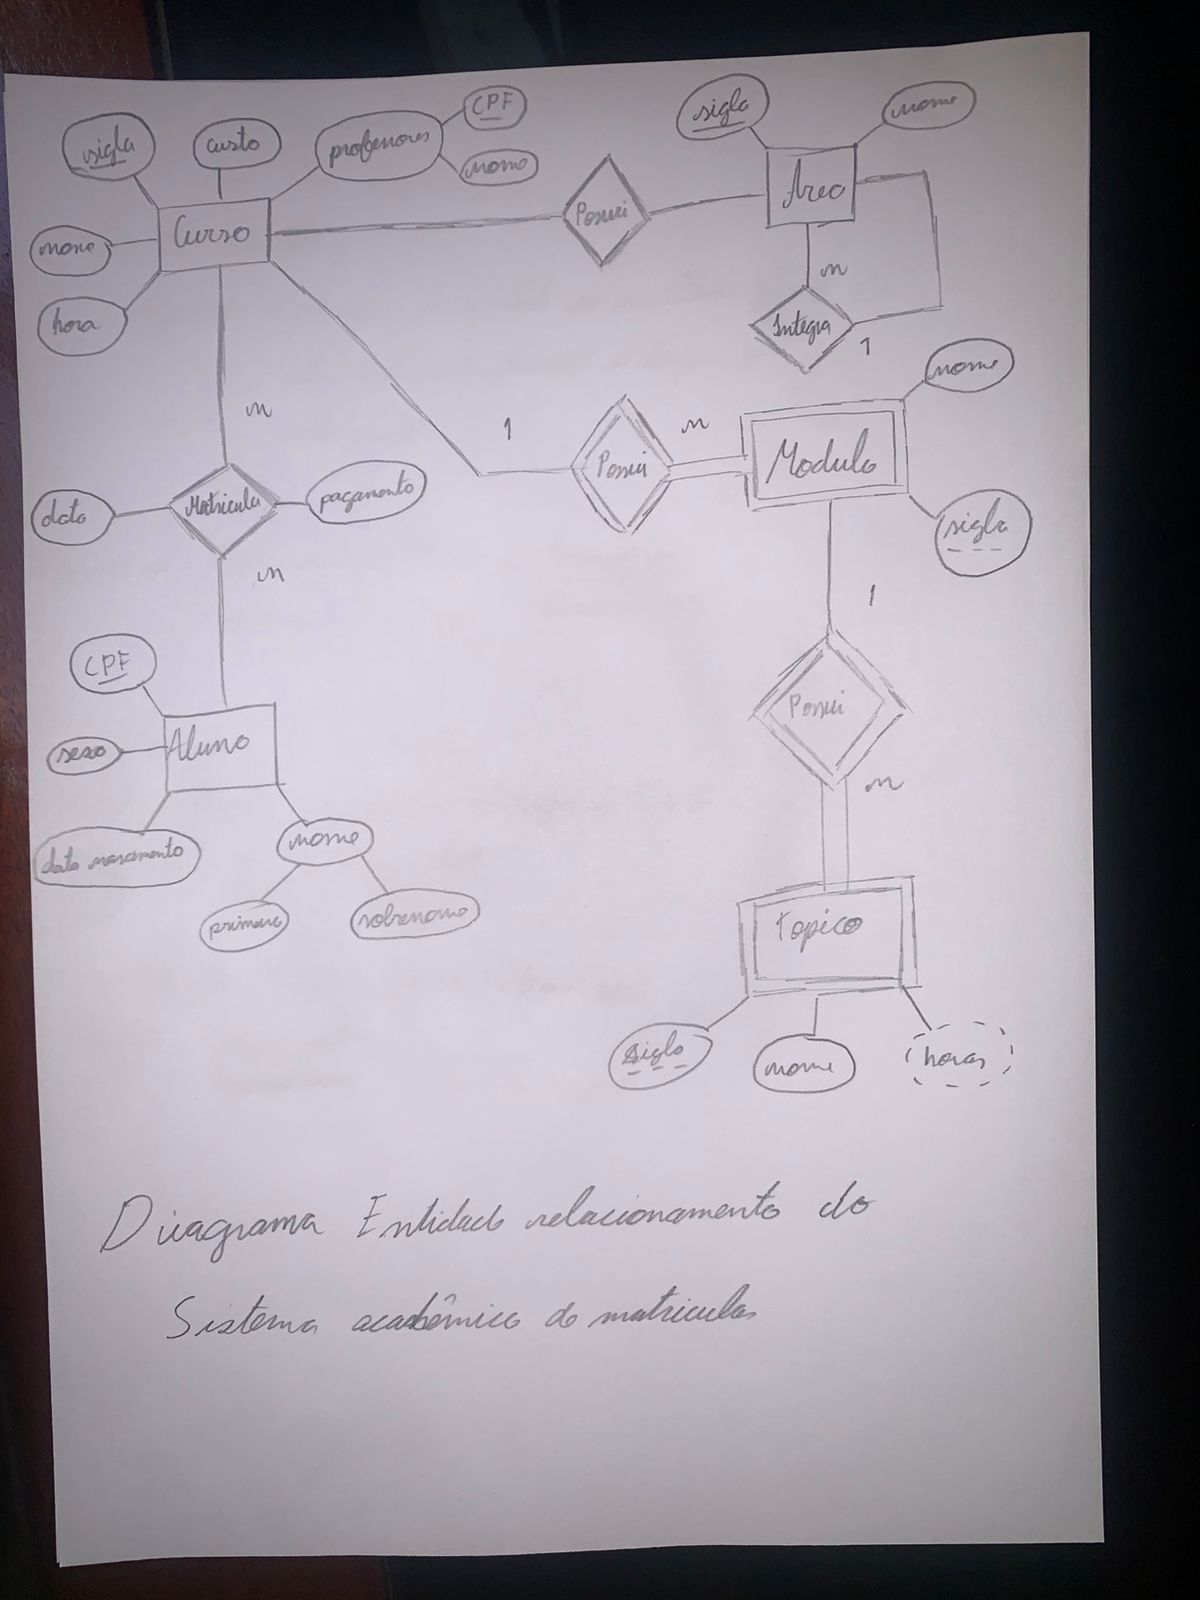 CPF
sigla
nome
sigla
custo
professores
nome
Area
Possui
Curso
nome
n
hora
Integra
1
nome
n
1
n
Possui
Modulo
Matricula
pagamento
data
sigla
n
1
CPF
Possui
Aluno
sexo
n
nome
data nascimento
primeiro
sobrenome
Topico
sigla
nome
horas
Diagrama Entidade relacionamento do
Sistema acadêmico de matriculas